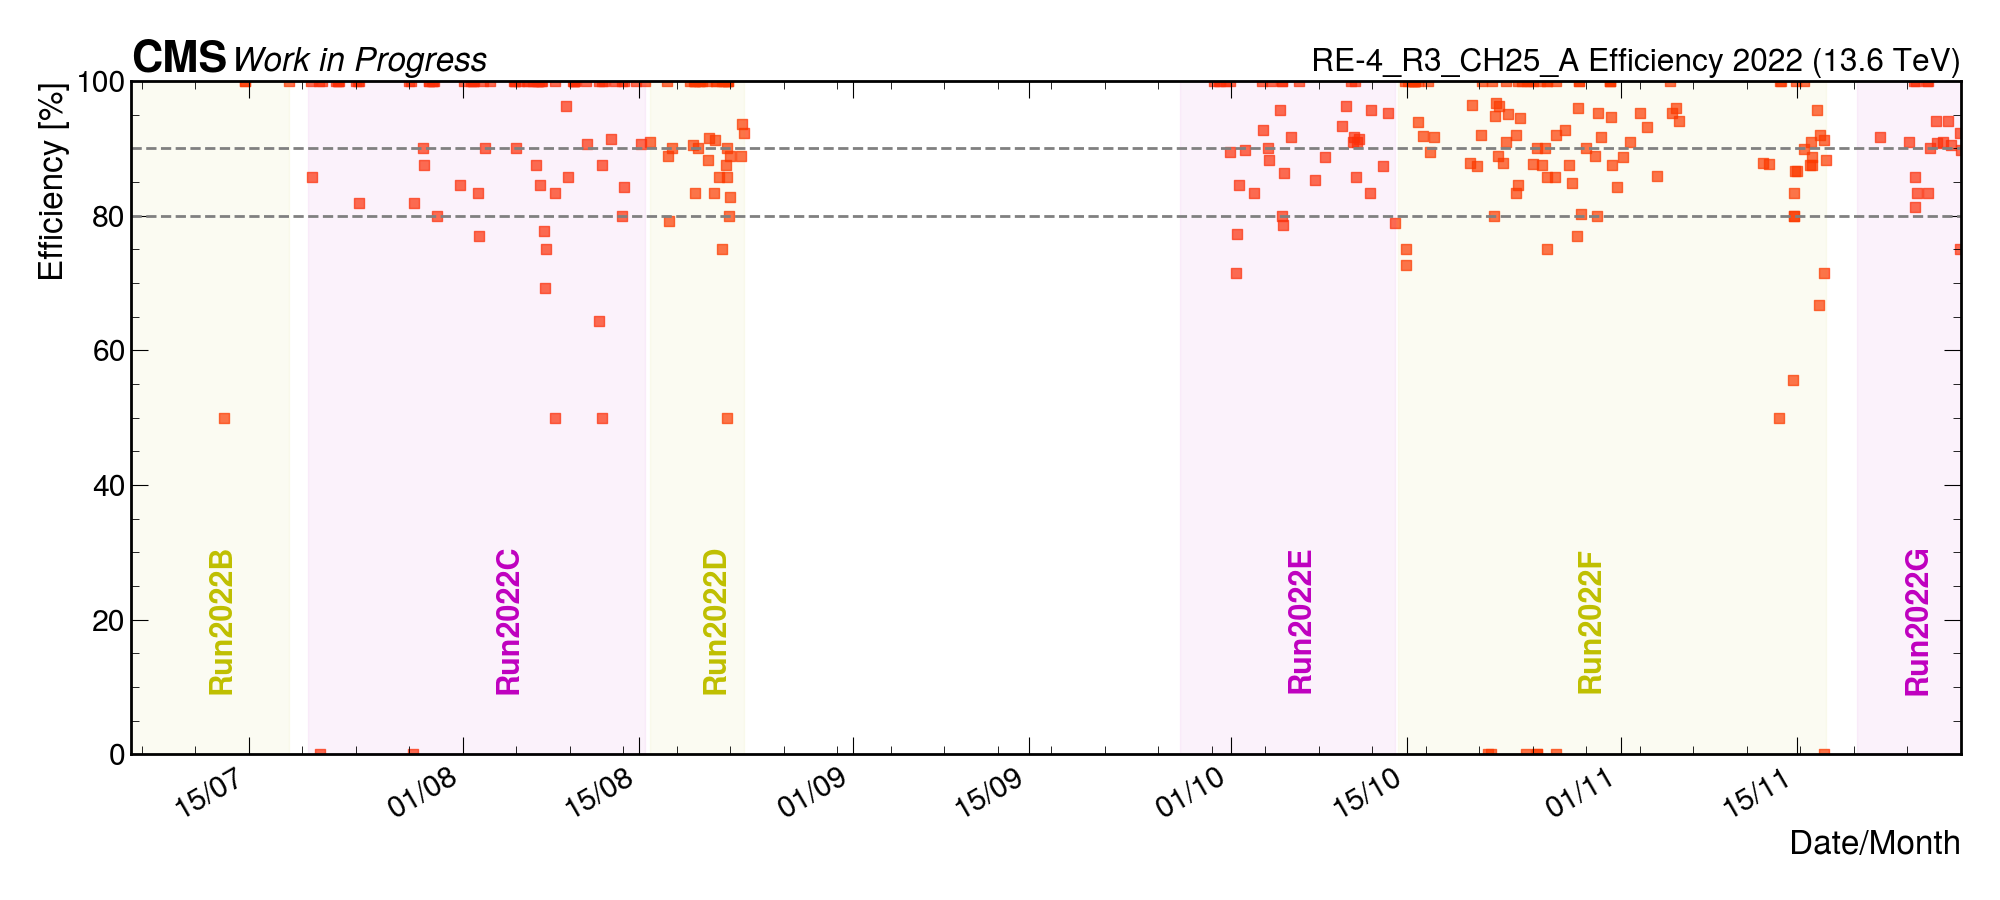 CMS Work in Progress
RE-4_R3_CH25_A Efficiency 2022 (13.6 TeV)
Efficiency [%]
100
80
60
40
20
0
Run2022B
Run2022C
Run2022D
Run2022E
Run2022F
Run2022G
15/07
01/08
15/08
01/09
15/09
01/10
15/10
01/11
15/11
Date/Month